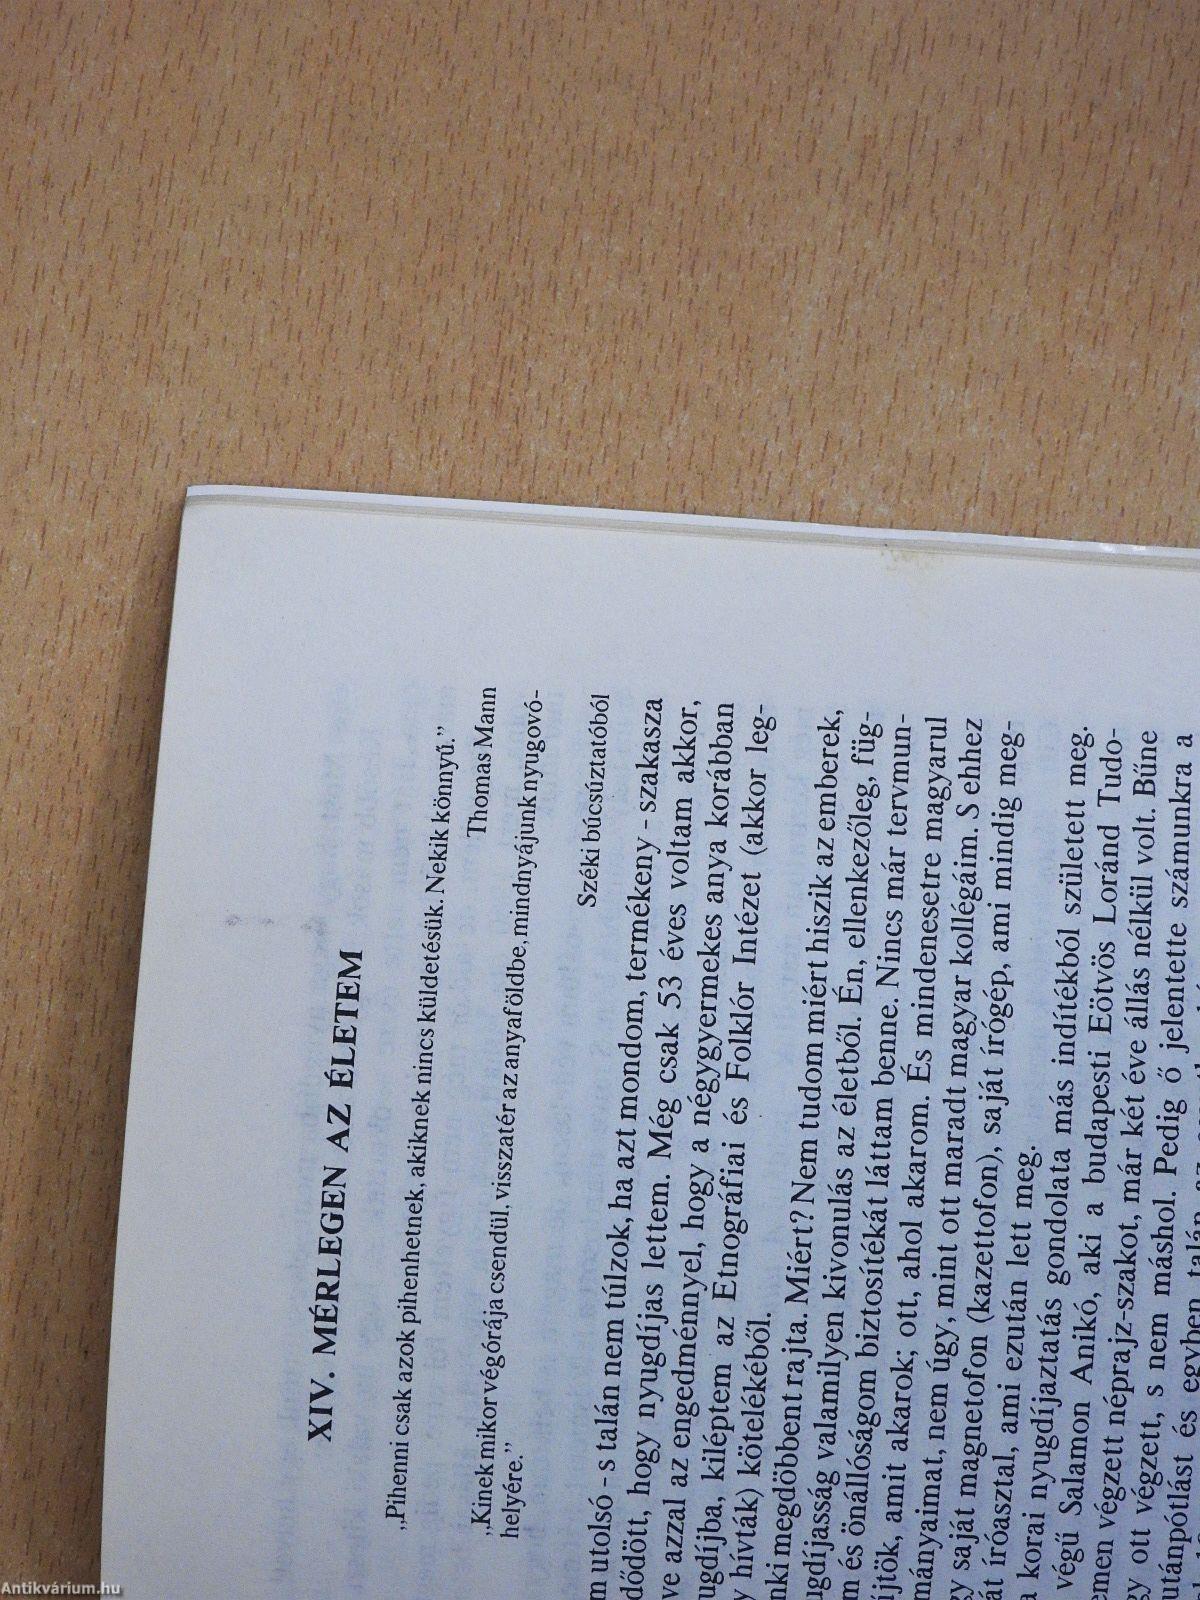 XIV. MÉRLEGEN AZ ÉLETEM
„Pihenni csak azok pihenhetnek, akiknek nincs küldetésük. Nekik könnyű.”
Thomas Mann
„Kinek mikor végórája csendül, visszatér az anyaföldbe, mindnyájunk nyugovó-
helyére.”
Széki búcsúztatóból
m utolsó - s talán nem túlzok, ha azt mondom, termékeny - szakasza
dődött, hogy nyugdíjas lettem. Még csak 53 éves voltam akkor,
ve azzal az engedménnyel, hogy a négygyermekes anya korábban
ugdíjba, kiléptem az Etnográfiai és Folklór Intézet (akkor leg-
y hívták) kötelékéből.
nki megdöbbent rajta. Miért? Nem tudom miért hiszik az emberek,
ugdíjasság valamilyen kivonulás az életből. Én, ellenkezőleg, füg-
m és önállóságom biztosítékát láttam benne. Nincs már tervmun-
újtök, amit akarok; ott, ahol akarom. És mindenesetre magyarul
mányaimat, nem úgy, mint ott maradt magyar kollégáim. S ehhez
gy saját magnetofon (kazettofon), saját írógép, ami mindig meg-
át íróasztal, ami ezután lett meg.
a korai nyugdíjaztatás gondolata más indítékból született meg.
végű Salamon Anikó, aki a budapesti Eötvös Loránd Tudo-
emen végzett néprajz-szakot, már két éve állás nélkül volt. Bűne
gy ott végzett, s nem máshol. Pedig ő jelentette számunkra a
utánpótlást és egyben talán
Antikvárium.hu